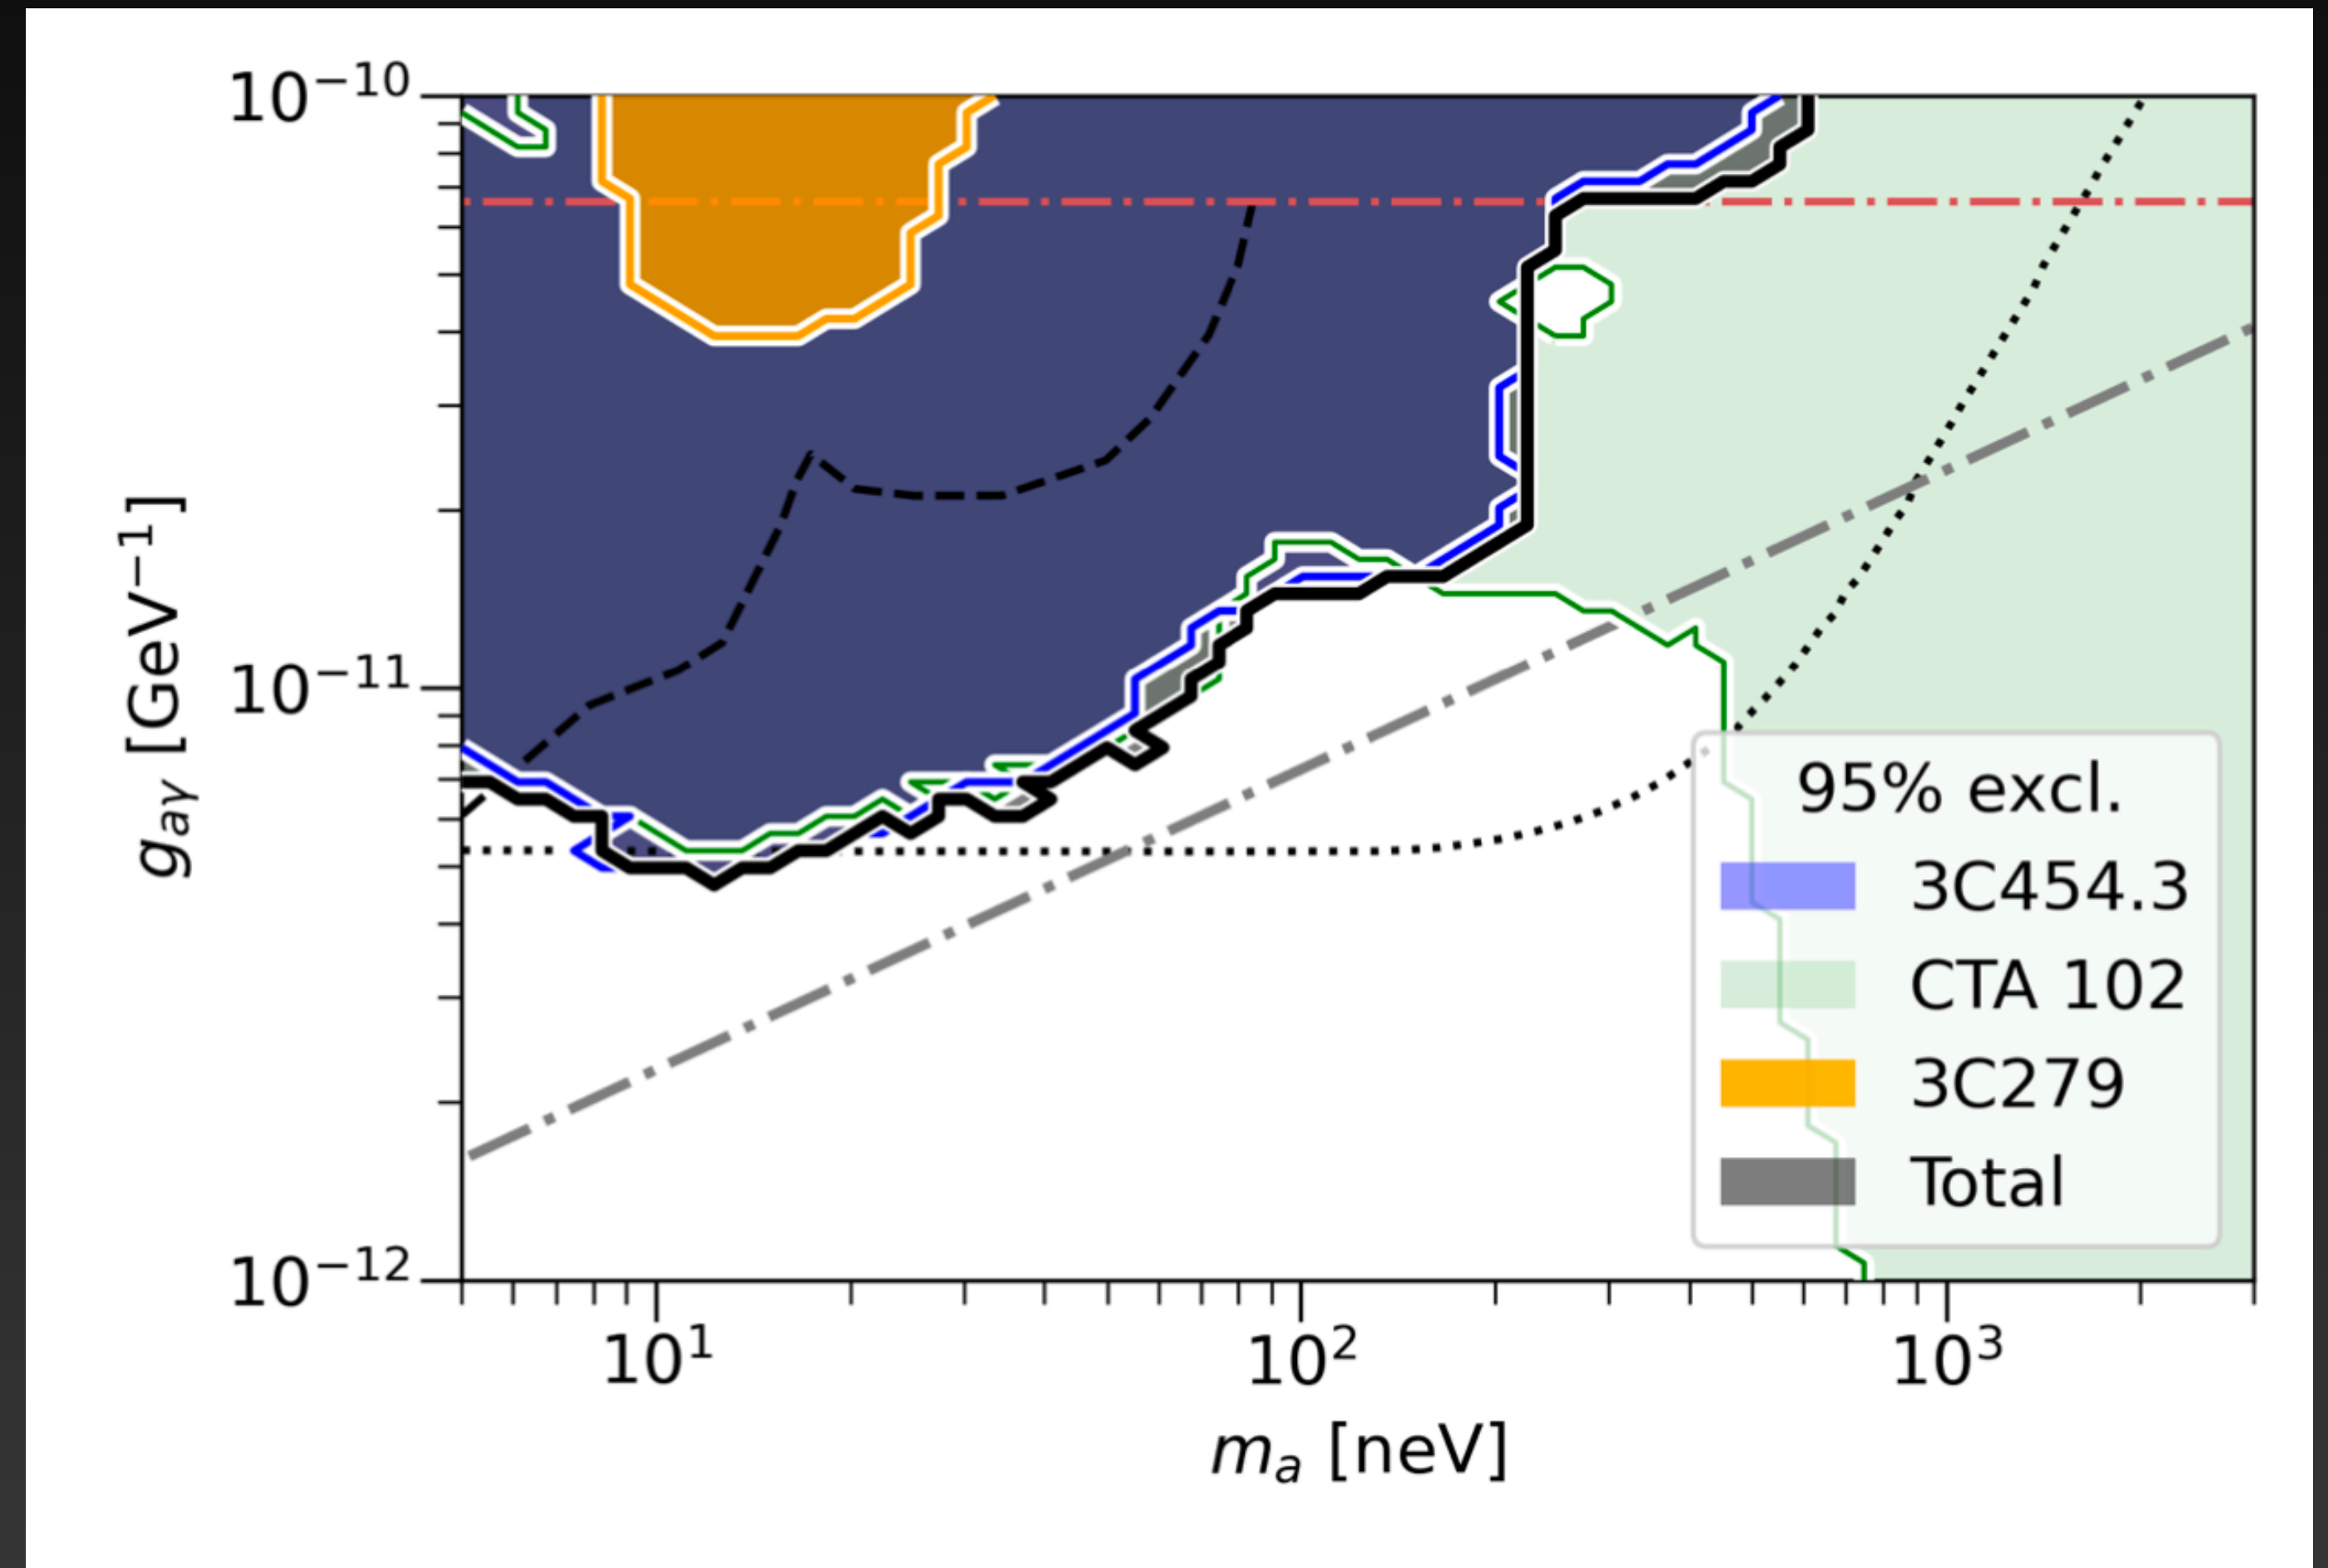 10⁻¹⁰
10⁻¹¹
10⁻¹²
g_aγ [GeV⁻¹]
95% excl.
3C454.3
CTA 102
3C279
Total
10¹ 10² 10³
m_a [neV]